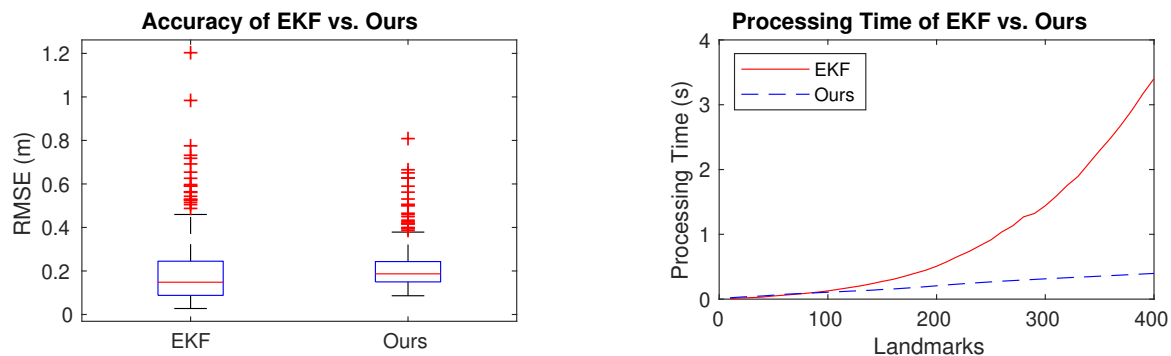 Accuracy of EKF vs. Ours
1.2
1
0.8
0.6
0.4
0.2
0
RMSE (m)
EKF
Ours
Processing Time of EKF vs. Ours
4
3
2
1
0
Processing Time (s)
EKF
Ours
0
100
200
300
400
Landmarks